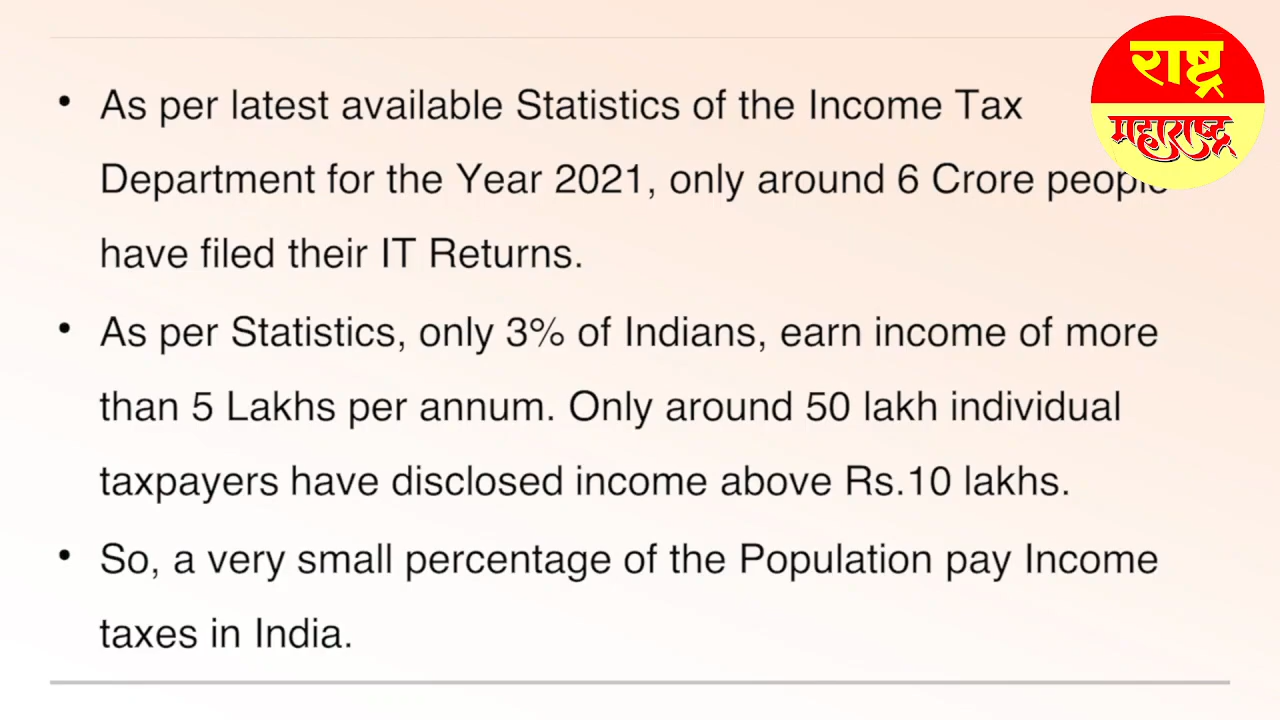 राष्ट्र
महाराष्ट्र
• As per latest available Statistics of the Income Tax
Department for the Year 2021, only around 6 Crore people
have filed their IT Returns.
• As per Statistics, only 3% of Indians, earn income of more
than 5 Lakhs per annum. Only around 50 lakh individual
taxpayers have disclosed income above Rs.10 lakhs.
• So, a very small percentage of the Population pay Income
taxes in India.